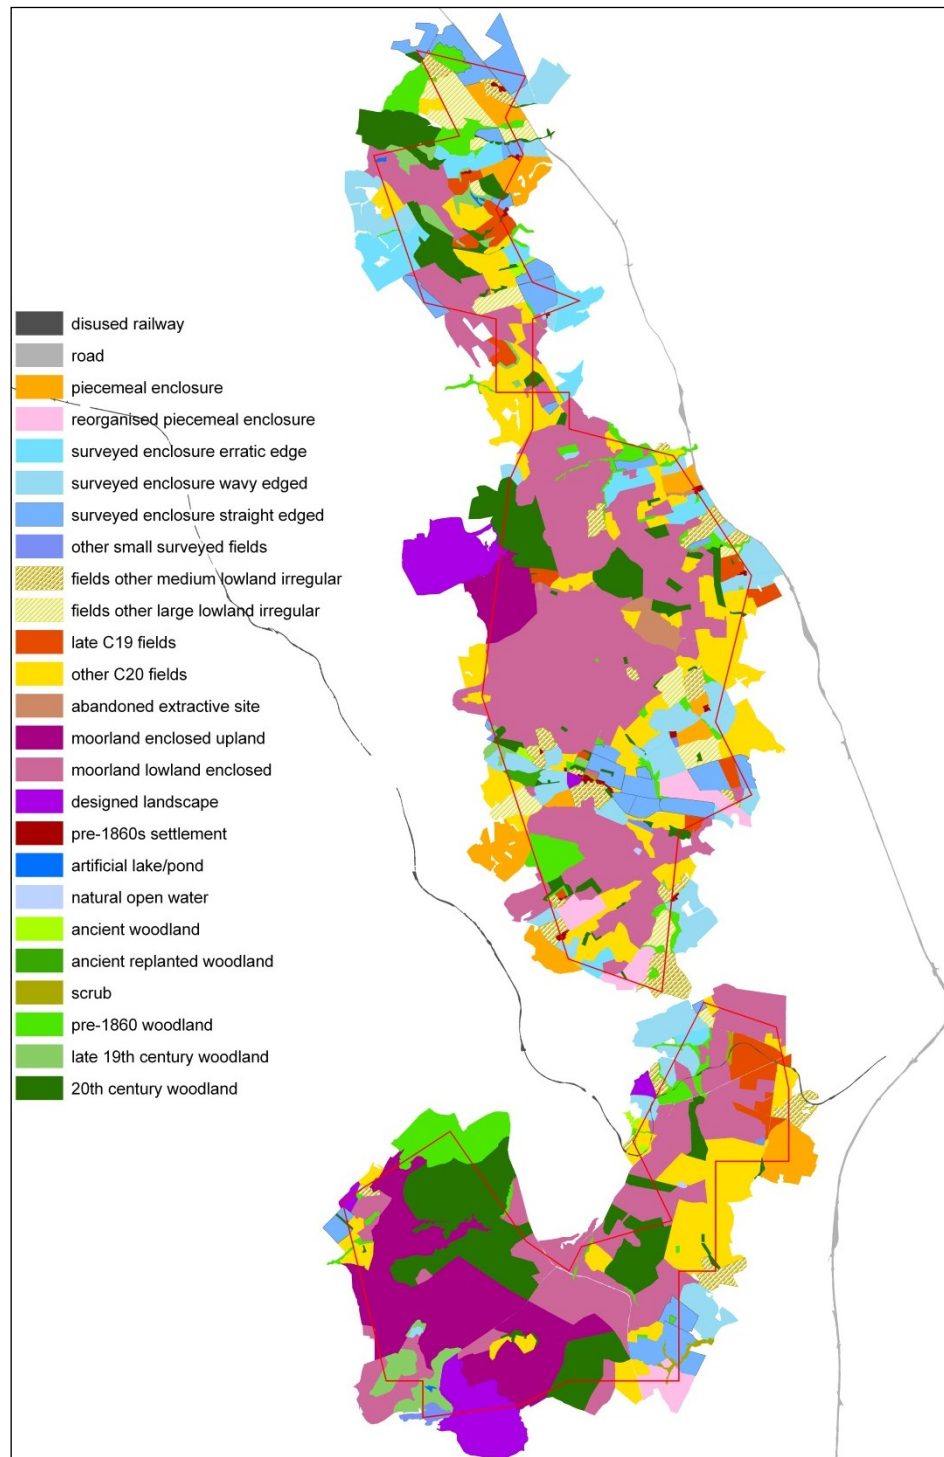 disused railway
road
piecemeal enclosure
reorganised piecemeal enclosure
surveyed enclosure erratic edge
surveyed enclosure wavy edged
surveyed enclosure straight edged
other small surveyed fields
fields other medium lowland irregular
fields other large lowland irregular
late C19 fields
other C20 fields
abandoned extractive site
moorland enclosed upland
moorland lowland enclosed
designed landscape
pre-1860s settlement
artificial lake/pond
natural open water
ancient woodland
ancient replanted woodland
scrub
pre-1860 woodland
late 19th century woodland
20th century woodland